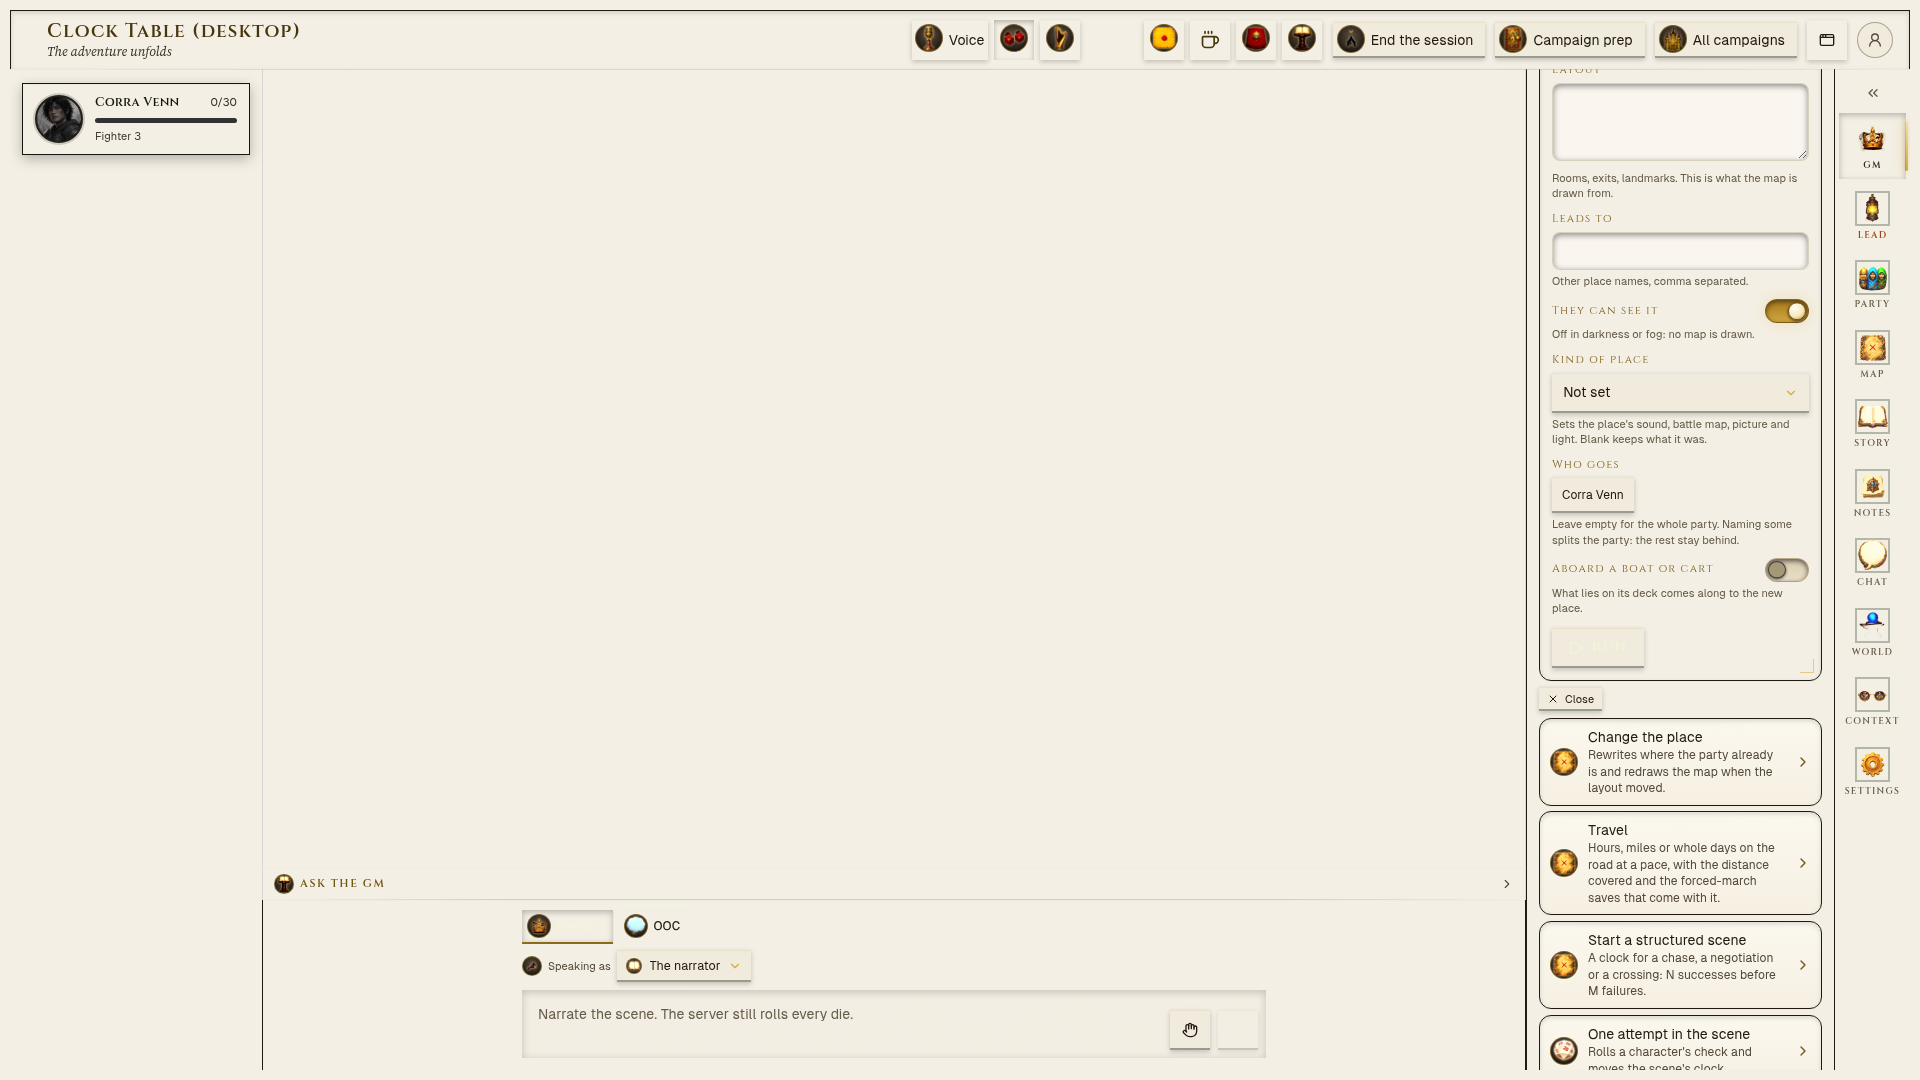 Clock Table (desktop)
The adventure unfolds
Voice
End the session
Campaign prep
All campaigns
Corra Venn 0/30
Fighter 3
Layout
Rooms, exits, landmarks. This is what the map is
drawn from.
Leads to
Other place names, comma separated.
They can see it
Off in darkness or fog: no map is drawn.
Kind of place
Not set
Sets the place's sound, battle map, picture and
light. Blank keeps what it was.
Who goes
Corra Venn
Leave empty for the whole party. Naming some
splits the party: the rest stay behind.
Aboard a boat or cart
What lies on its deck comes along to the new
place.
Close
Change the place
Rewrites where the party already
is and redraws the map when the
layout moved.
Travel
Hours, miles or whole days on the
road at a pace, with the distance
covered and the forced-march
saves that come with it.
Start a structured scene
A clock for a chase, a negotiation
or a crossing: N successes before
M failures.
One attempt in the scene
Rolls a character's check and
moves the scene's clock
GM
LEAD
PARTY
MAP
STORY
NOTES
CHAT
WORLD
CONTEXT
SETTINGS
Ask the GM
OOC
Speaking as
The narrator
Narrate the scene. The server still rolls every die.